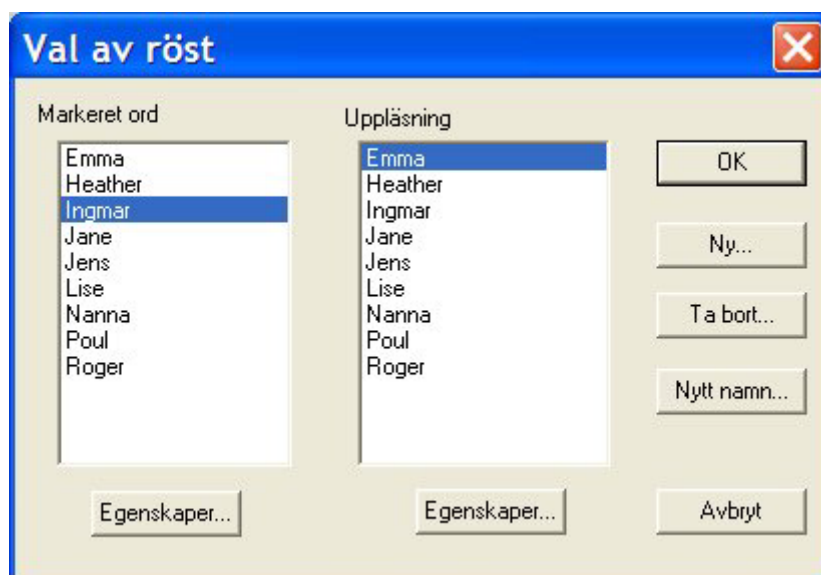 Val av röst
Markeret ord
Emma
Heather
Ingmar
Jane
Jens
Lise
Nanna
Poul
Roger
Egenskaper...
Uppläsning
Emma
Heather
Ingmar
Jane
Jens
Lise
Nanna
Poul
Roger
Egenskaper...
OK
Ny...
Ta bort...
Nytt namn...
Avbryt